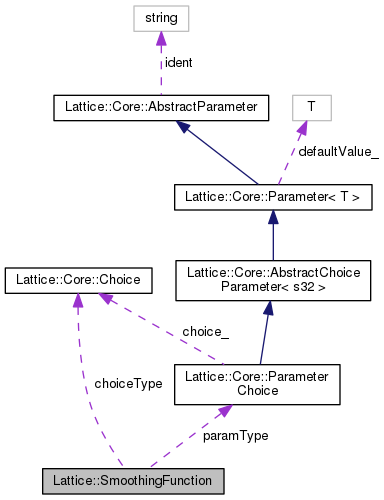 string
ident
Lattice::Core::AbstractParameter
T
defaultValue_
Lattice::Core::Parameter< T >
Lattice::Core::AbstractChoice
Parameter< s32 >
Lattice::Core::Choice
choice_
Lattice::Core::Parameter
Choice
choiceType
paramType
Lattice::SmoothingFunction